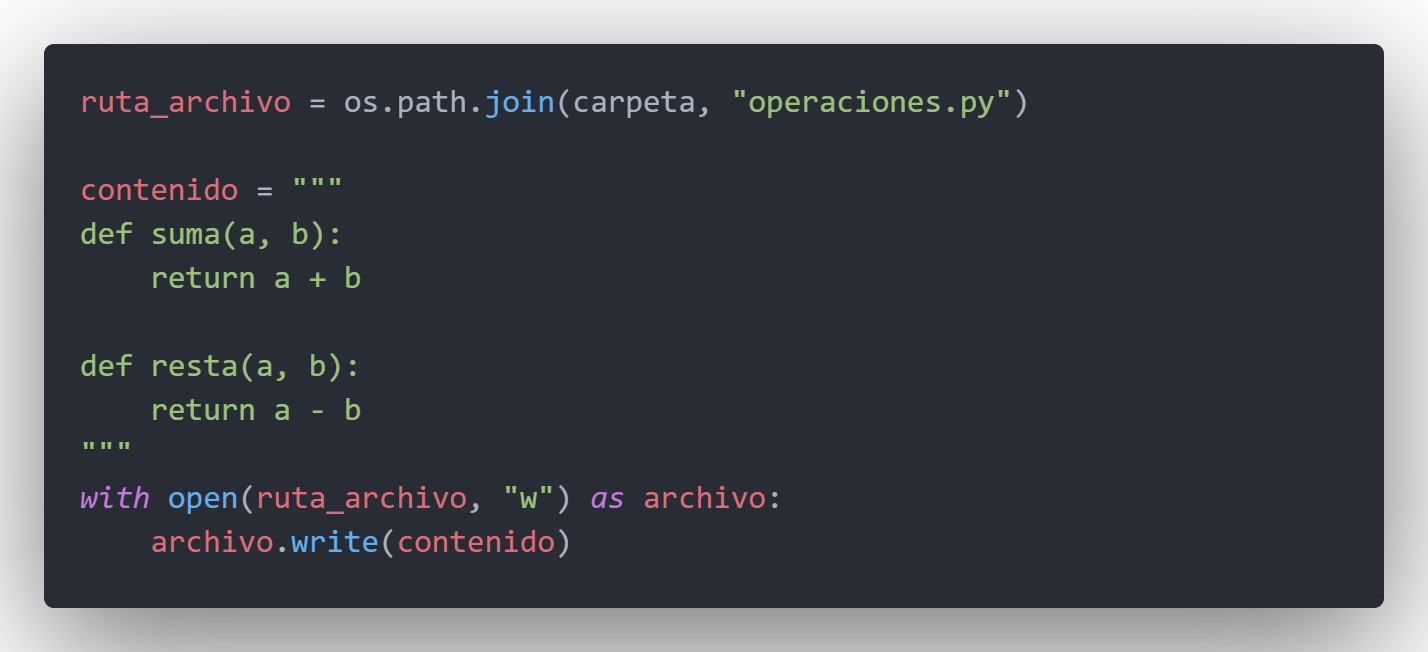 ruta_archivo = os.path.join(carpeta, "operaciones.py")

contenido = """
def suma(a, b):
    return a + b

def resta(a, b):
    return a - b
"""
with open(ruta_archivo, "w") as archivo:
    archivo.write(contenido)